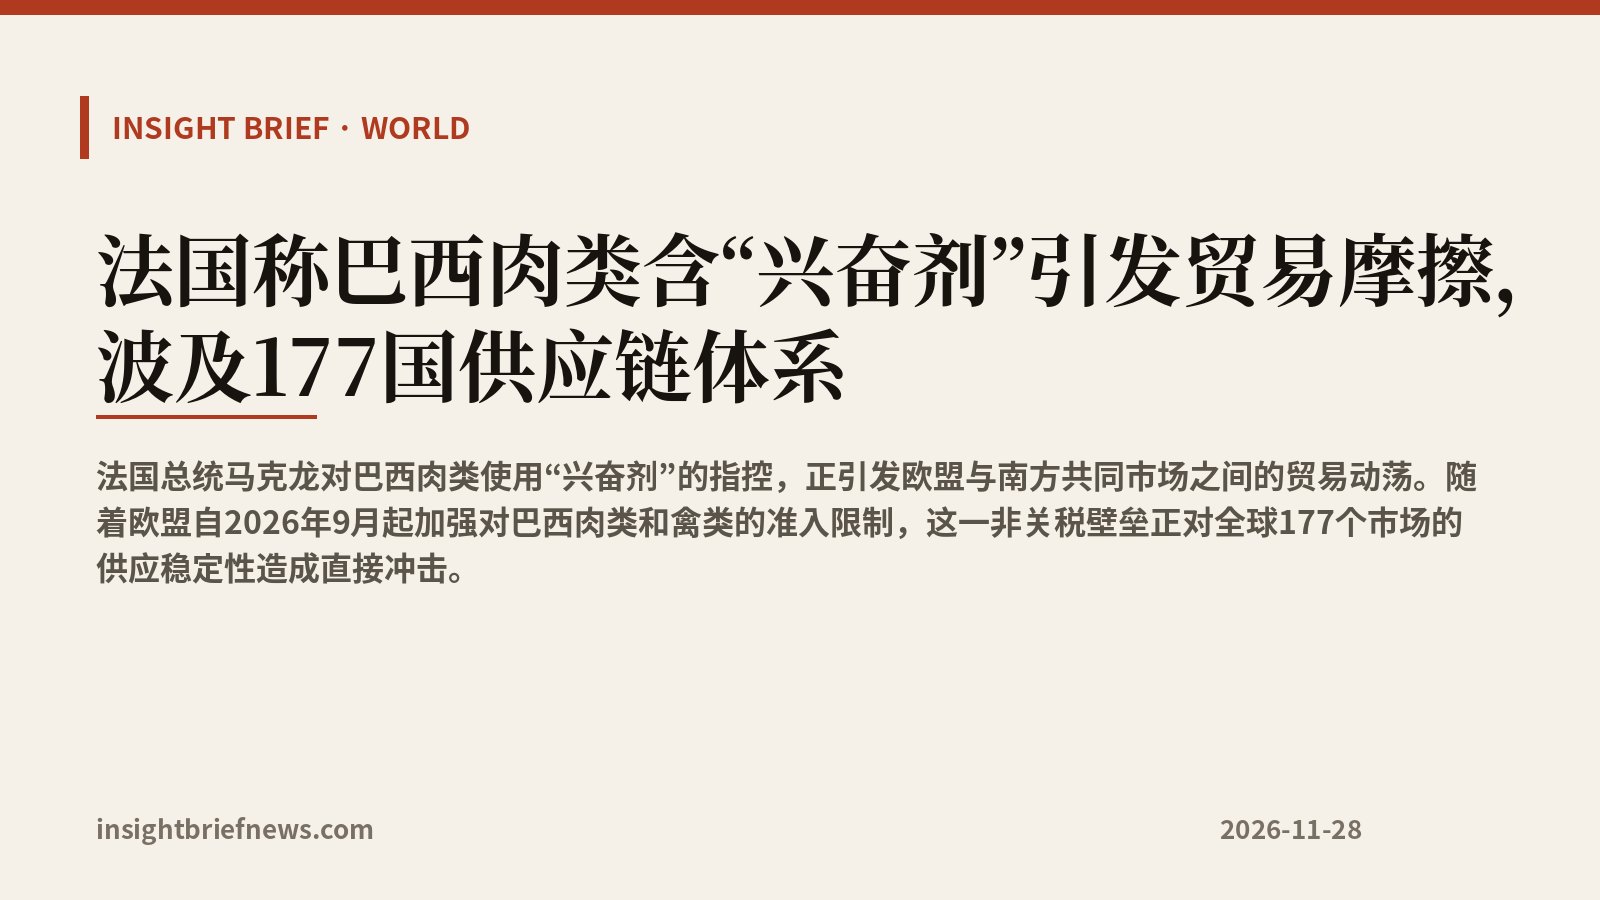 INSIGHT BRIEF · WORLD
法国称巴西肉类含“兴奋剂”引发贸易摩擦,
波及177国供应链体系
法国总统马克龙对巴西肉类使用“兴奋剂”的指控，正引发欧盟与南方共同市场之间的贸易动荡。随
着欧盟自2026年9月起加强对巴西肉类和禽类的准入限制，这一非关税壁垒正对全球177个市场的
供应稳定性造成直接冲击。
insightbriefnews.com
2026-11-28